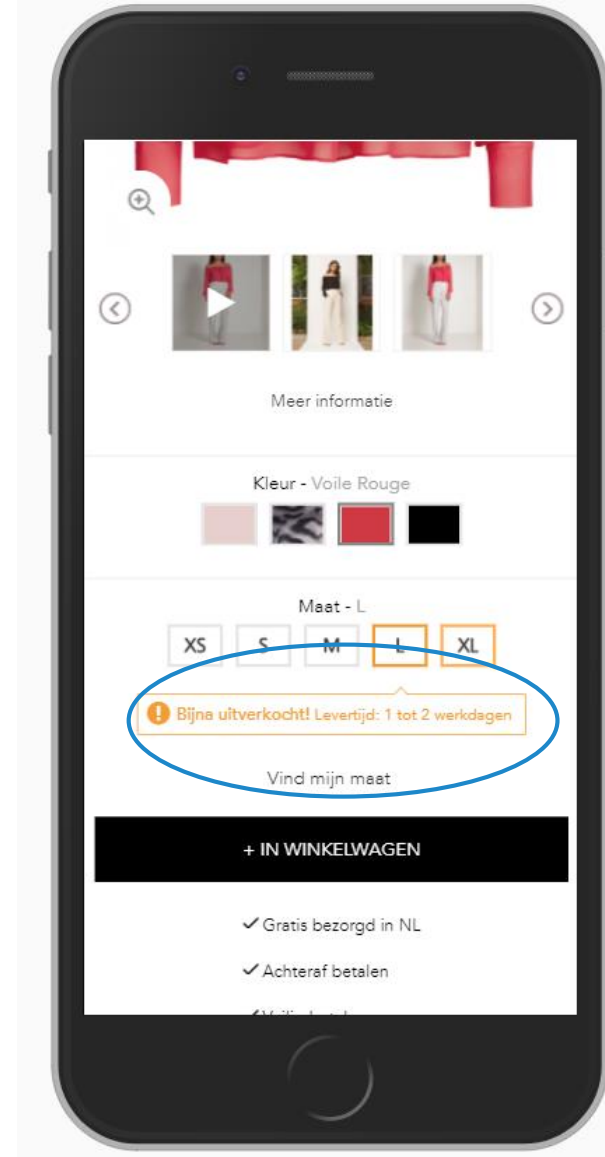 Meer informatie
Kleur - Voile Rouge
Maat - L
XS S M L XL
Bijna uitverkocht! Levertijd: 1 tot 2 werkdagen
Vind mijn maat
+ IN WINKELWAGEN
✓ Gratis bezorgd in NL
✓ Achteraf betalen